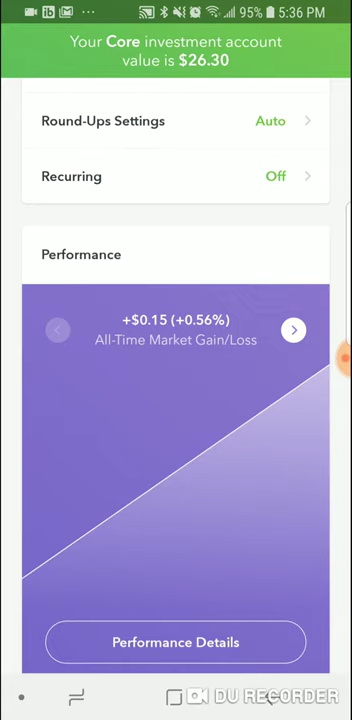 95% 5:36 PM
Your Core investment account
value is $26.30
Round-Ups Settings Auto
Recurring Off
Performance
+$0.15 (+0.56%)
All-Time Market Gain/Loss
Performance Details
DU RECORDER